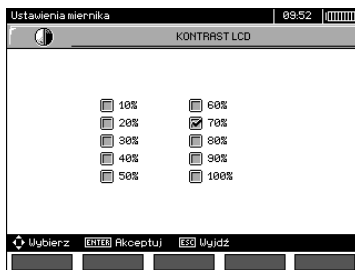 Ustawienia miernika 09:52
KONTRAST LCD
10% 60%
20% 70%
30% 80%
40% 90%
50% 100%
Wybierz ENTER Akceptuj ESC Wyjdź